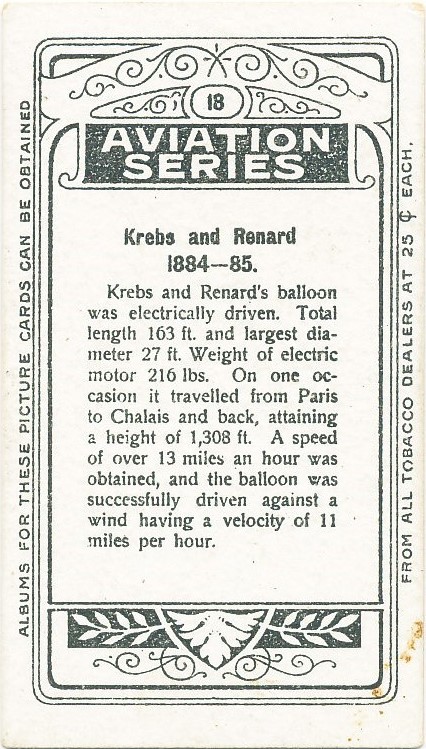 18
AVIATION
SERIES
Krebs and Renard
1884—85.
Krebs and Renard's balloon
was electrically driven. Total
length 163 ft. and largest dia-
meter 27 ft. Weight of electric
motor 216 lbs. On one oc-
casion it travelled from Paris
to Chalais and back, attaining
a height of 1,308 ft. A speed
of over 13 miles an hour was
obtained, and the balloon was
successfully driven against a
wind having a velocity of 11
miles per hour.
ALBUMS FOR THESE PICTURE CARDS CAN BE OBTAINED
FROM ALL TOBACCO DEALERS AT 25 ¢ EACH.